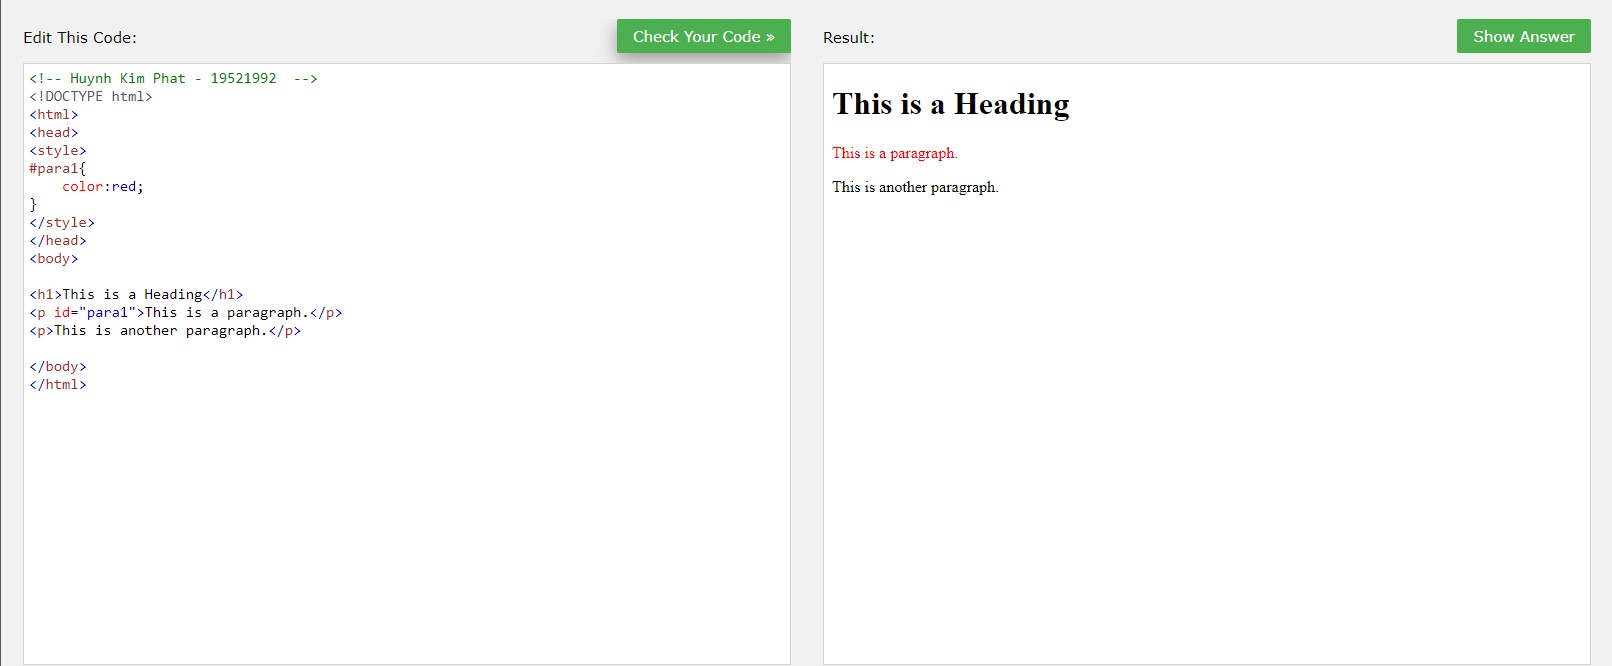 Edit This Code:
Check Your Code »
<!-- Huynh Kim Phat - 19521992  -->
<!DOCTYPE html>
<html>
<head>
<style>
#para1{
    color:red;
}
</style>
</head>
<body>

<h1>This is a Heading</h1>
<p id="para1">This is a paragraph.</p>
<p>This is another paragraph.</p>

</body>
</html>
Result:
Show Answer
This is a Heading
This is a paragraph.
This is another paragraph.